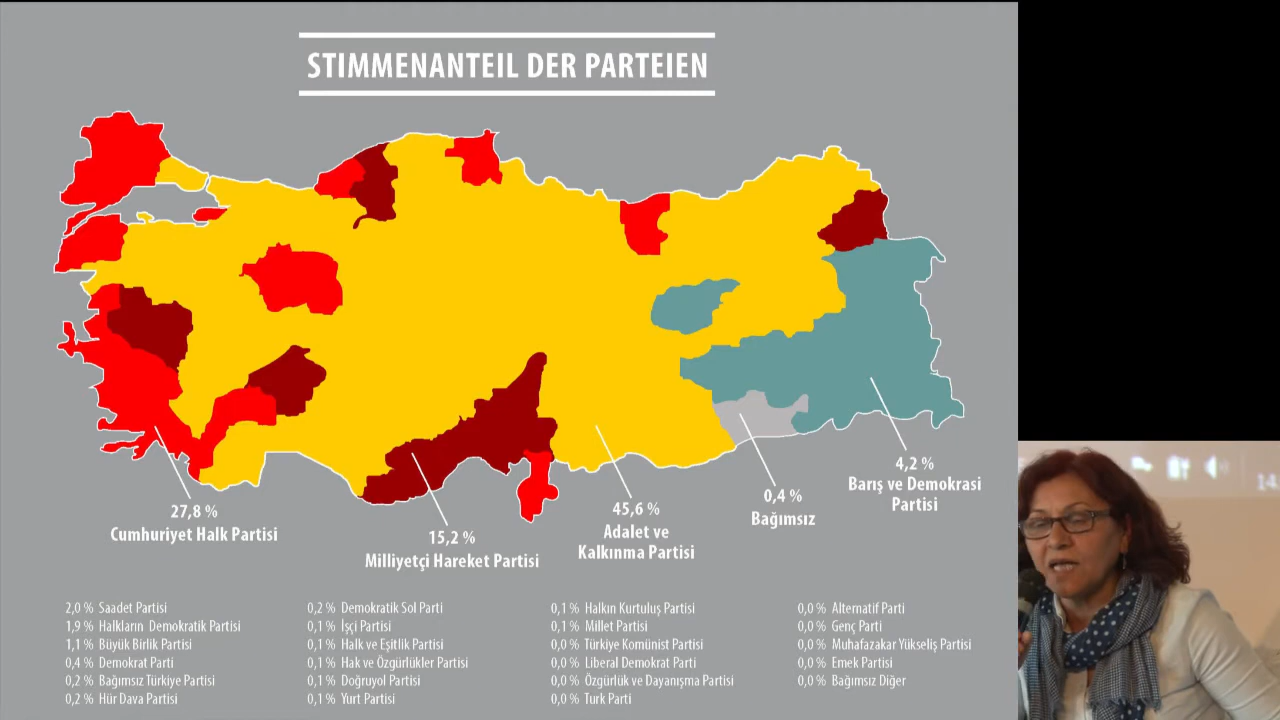 STIMMENANTEIL DER PARTEIEN
27,8 %
Cumhuriyet Halk Partisi
15,2 %
Milliyetçi Hareket Partisi
45,6 %
Adalet ve
Kalkınma Partisi
0,4 %
Bağımsız
4,2 %
Barış ve Demokrasi
Partisi
2,0 % Saadet Partisi
1,9 % Halkların Demokratik Partisi
1,1 % Büyük Birlik Partisi
0,4 % Demokrat Parti
0,2 % Bağımsız Türkiye Partisi
0,2 % Hür Dava Partisi
0,2 % Demokratik Sol Parti
0,1 % İşçi Partisi
0,1 % Halk ve Eşitlik Partisi
0,1 % Hak ve Özgürlükler Partisi
0,1 % Doğruyol Partisi
0,1 % Yurt Partisi
0,1 % Halkın Kurtuluş Partisi
0,1 % Millet Partisi
0,0 % Türkiye Komünist Partisi
0,0 % Liberal Demokrat Parti
0,0 % Özgürlük ve Dayanışma Partisi
0,0 % Turk Parti
0,0 % Alternatif Parti
0,0 % Genç Parti
0,0 % Muhafazakar Yükseliş Partisi
0,0 % Emek Partisi
0,0 % Bağımsız Diğer
14